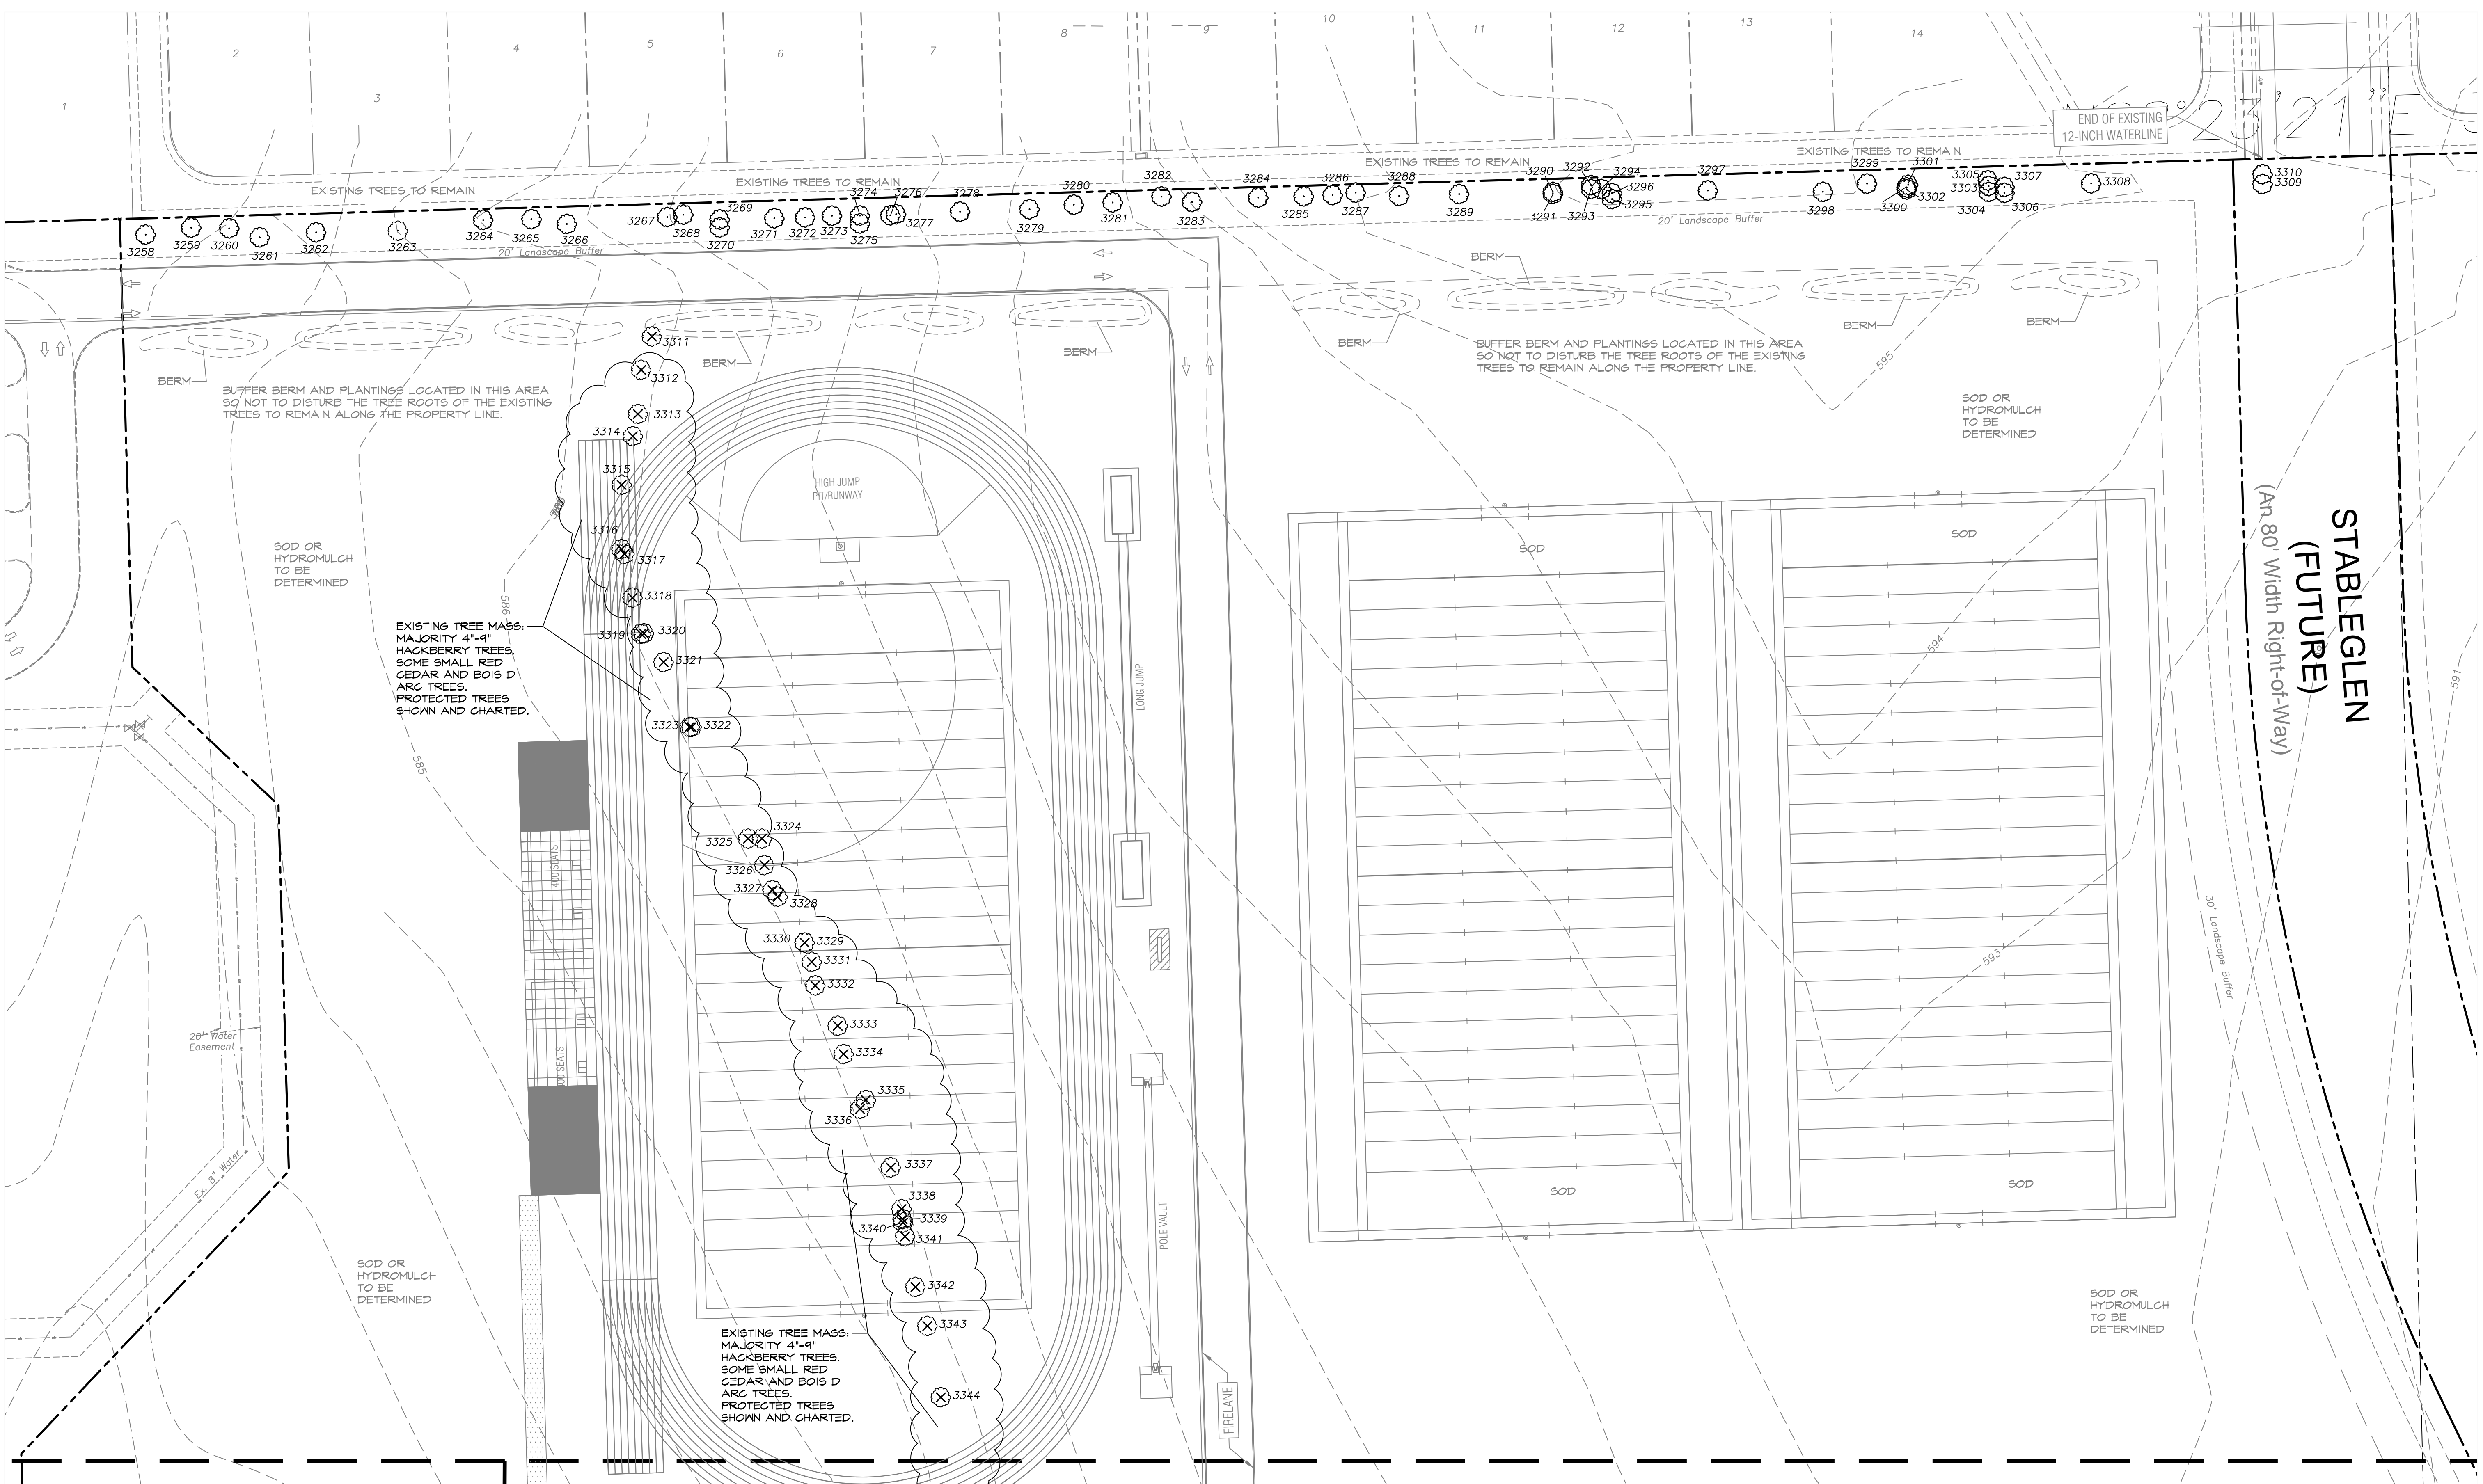 1
2
3
4
5
6
7
8
9
10
11
12
13
14
23'21"E
END OF EXISTING
12-INCH WATERLINE
EXISTING TREES TO REMAIN
EXISTING TREES TO REMAIN
EXISTING TREES TO REMAIN
EXISTING TREES TO REMAIN
3258
3259
3260
3261
3262
3263
3264
3265
3266
3267
3268
3269
3270
3271
3272
3273
3274
3275
3276
3277
3278
3279
3280
3281
3282
3283
3284
3285
3286
3287
3288
3289
3290
3291
3292
3293
3294
3295
3296
3297
3298
3299
3300
3301
3302
3303
3304
3305
3306
3307
3308
3309
3310
20' Landscape Buffer
20' Landscape Buffer
BERM
BERM
BERM
BERM
BERM
BERM
BERM
BUFFER BERM AND PLANTINGS LOCATED IN THIS AREA
SO NOT TO DISTURB THE TREE ROOTS OF THE EXISTING
TREES TO REMAIN ALONG THE PROPERTY LINE.
BUFFER BERM AND PLANTINGS LOCATED IN THIS AREA
SO NOT TO DISTURB THE TREE ROOTS OF THE EXISTING
TREES TO REMAIN ALONG THE PROPERTY LINE.
595
SOD OR
HYDROMULCH
TO BE
DETERMINED
3311
3312
3313
3314
3315
3316
3317
3318
3319
3320
3321
3322
3323
3324
3325
3326
3327
3328
3329
3330
3331
3332
3333
3334
3335
3336
3337
3338
3339
3340
3341
3342
3343
3344
HIGH JUMP
PIT/RUNWAY
SOD OR
HYDROMULCH
TO BE
DETERMINED
586
585
EXISTING TREE MASS:
MAJORITY 4"-9"
HACKBERRY TREES.
SOME SMALL RED
CEDAR AND BOIS D
ARC TREES.
PROTECTED TREES
SHOWN AND CHARTED.
LONG JUMP
SOD
SOD
STABLEGLEN
(FUTURE)
(An 80' Width Right-of-Way)
594
591
593
400 SEATS
20' Water
Easement
Ex. 8" Water
30' Landscape Buffer
SOD
SOD
POLE VAULT
FIRELANE
SOD OR
HYDROMULCH
TO BE
DETERMINED
EXISTING TREE MASS:
MAJORITY 4"-9"
HACKBERRY TREES.
SOME SMALL RED
CEDAR AND BOIS D
ARC TREES.
PROTECTED TREES
SHOWN AND CHARTED.
SOD OR
HYDROMULCH
TO BE
DETERMINED